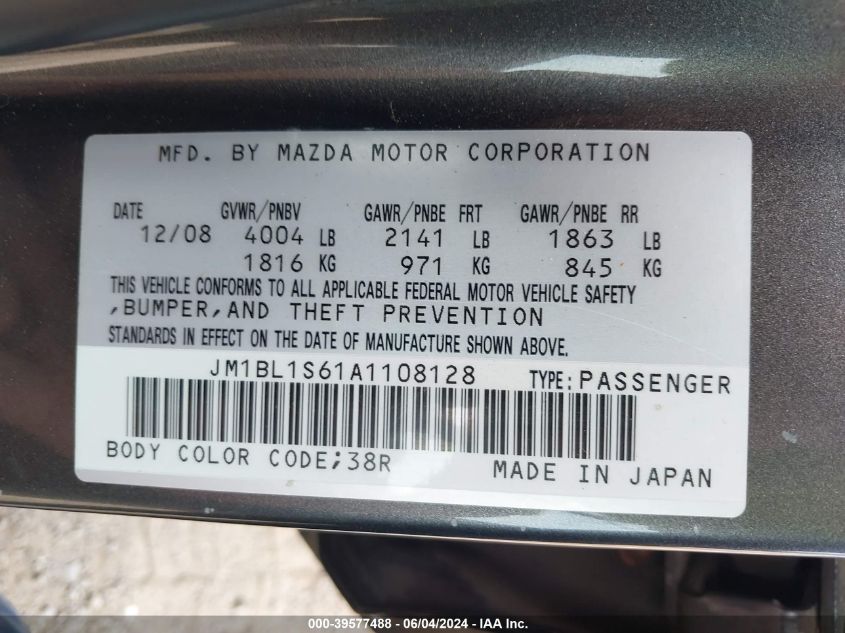 MFD. BY MAZDA MOTOR CORPORATION
DATE GVWR/PNBV GAWR/PNBE FRT GAWR/PNBE RR
12/08 4004 LB 2141 LB 1863 LB
1816 KG 971 KG 845 KG
THIS VEHICLE CONFORMS TO ALL APPLICABLE FEDERAL MOTOR VEHICLE SAFETY
,BUMPER,AND THEFT PREVENTION
STANDARDS IN EFFECT ON THE DATE OF MANUFACTURE SHOWN ABOVE.
JM1BL1S61A1108128 TYPE:PASSENGER
BODY COLOR CODE;38R MADE IN JAPAN
000-39577488 - 06/04/2024 - IAA Inc.